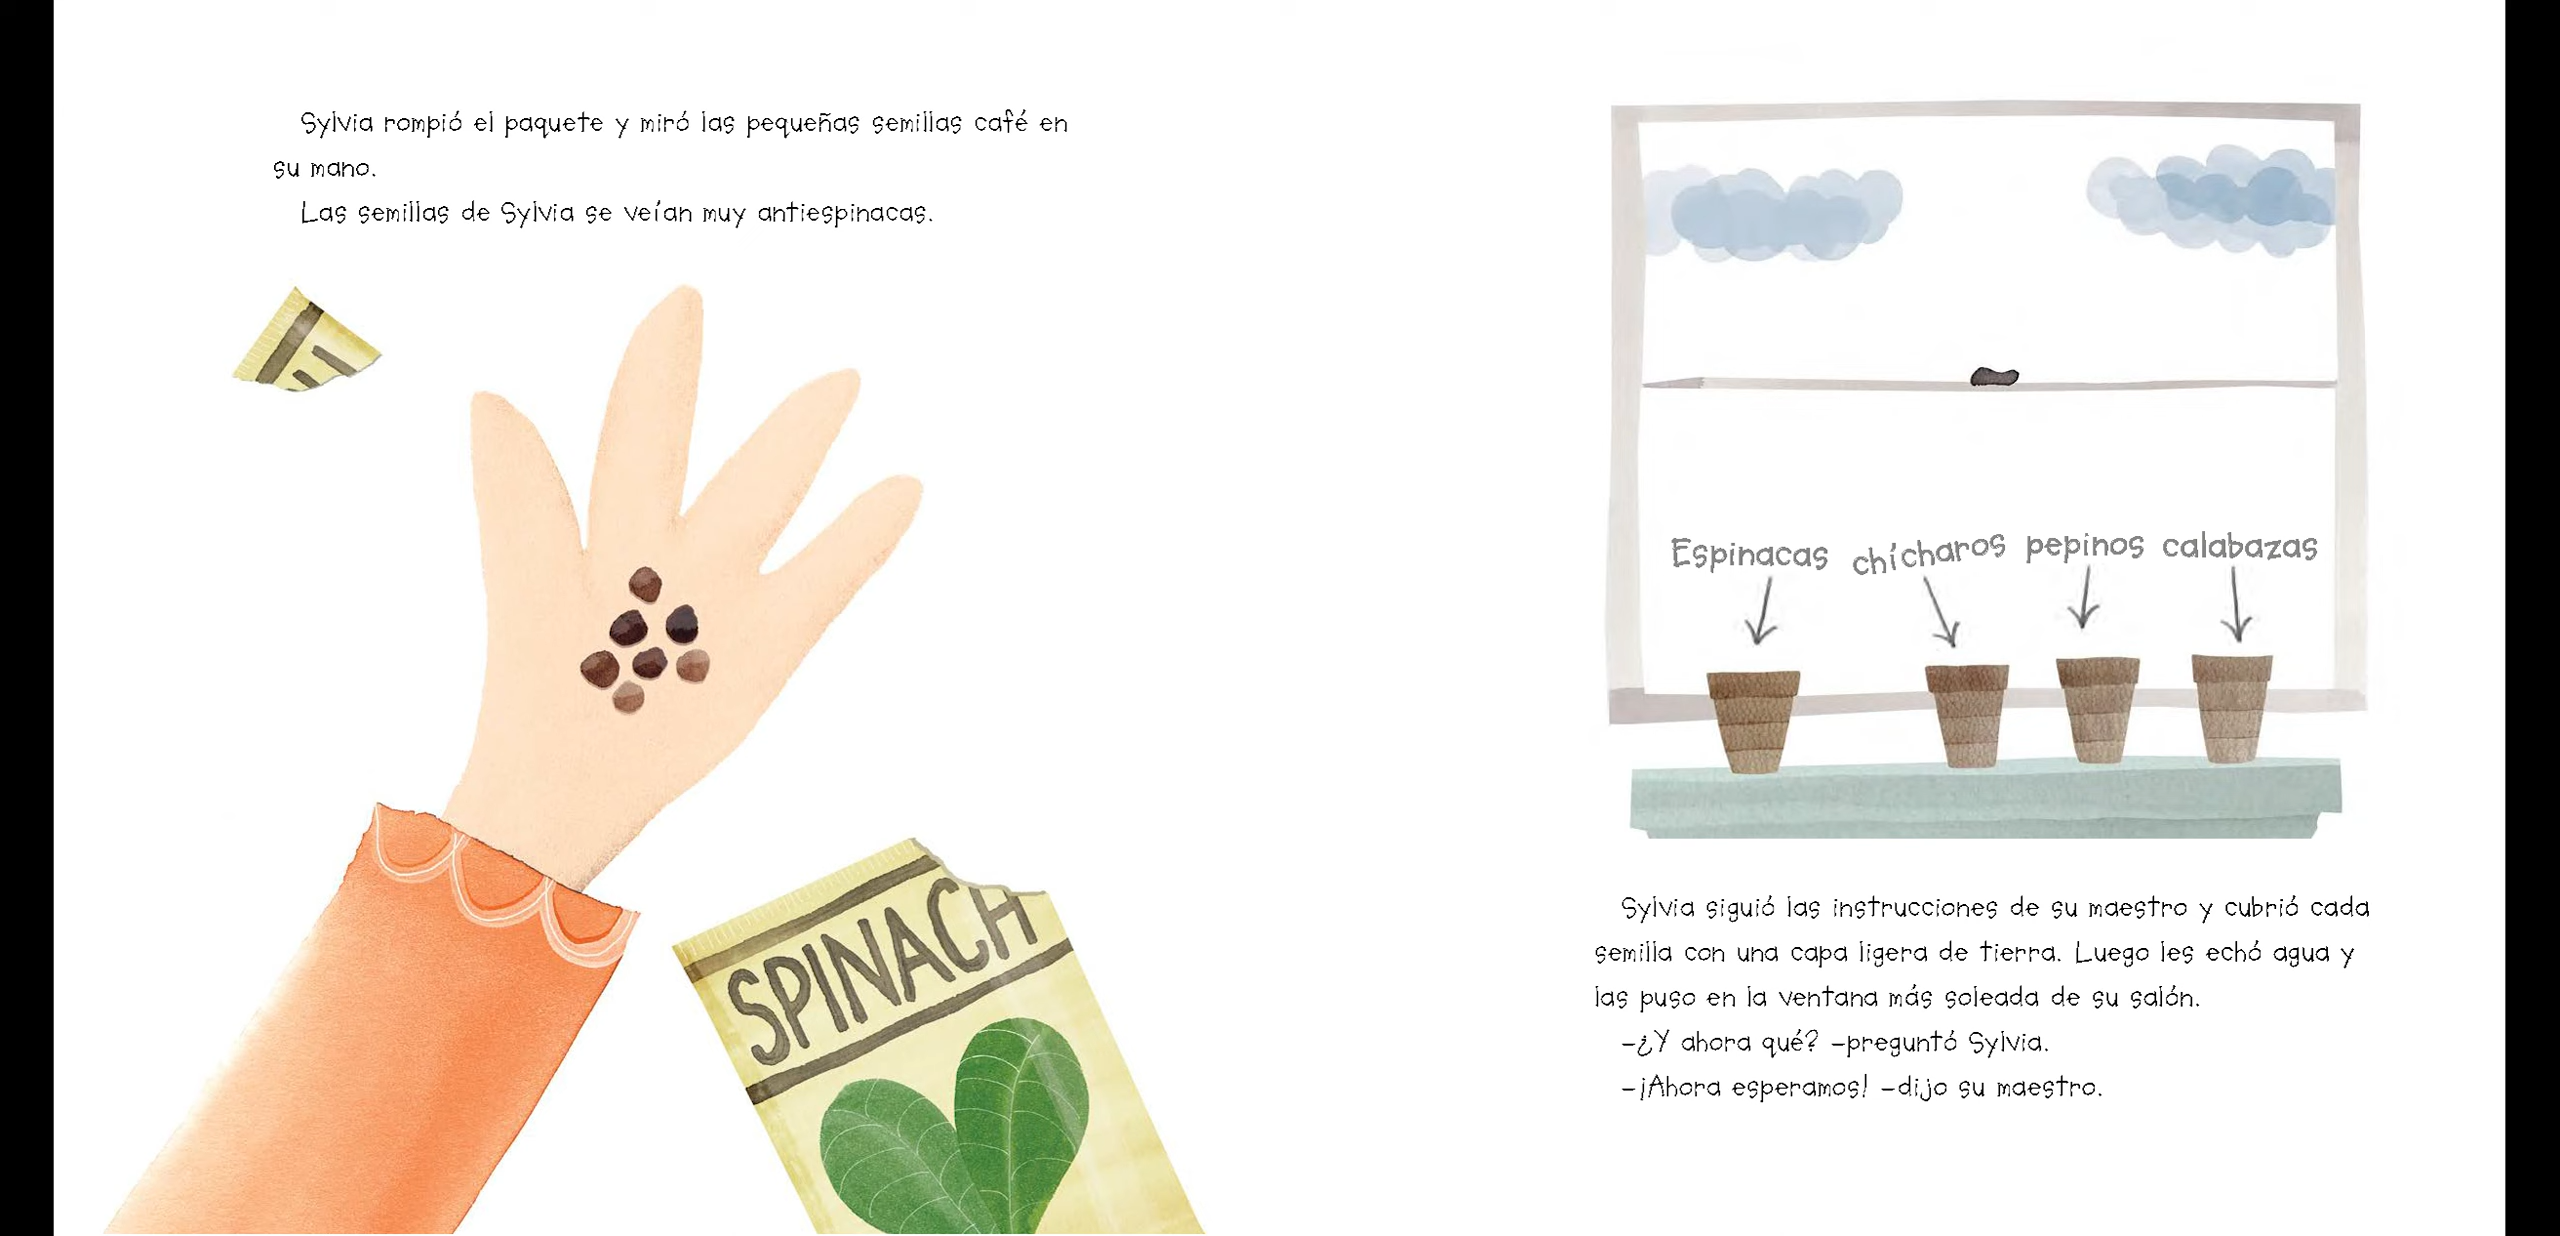 Sylvia rompió el paquete y miró las pequeñas semillas café en
su mano.
Las semillas de Sylvia se veían muy antiespinacas.
SPINACH
Espinacas chícharos pepinos calabazas
Sylvia siguió las instrucciones de su maestro y cubrió cada
semilla con una capa ligera de tierra. Luego les echó agua y
las puso en la ventana más soleada de su salón.
–¿Y ahora qué? –preguntó Sylvia.
–¡Ahora esperamos! –dijo su maestro.